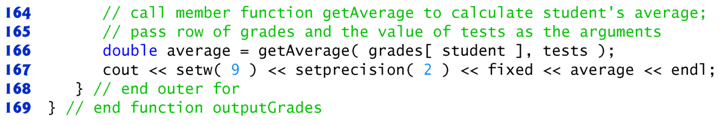 164 // call member function getAverage to calculate student's average;
165 // pass row of grades and the value of tests as the arguments
166 double average = getAverage( grades[ student ], tests );
167 cout << setw( 9 ) << setprecision( 2 ) << fixed << average << endl;
168 } // end outer for
169 } // end function outputGrades